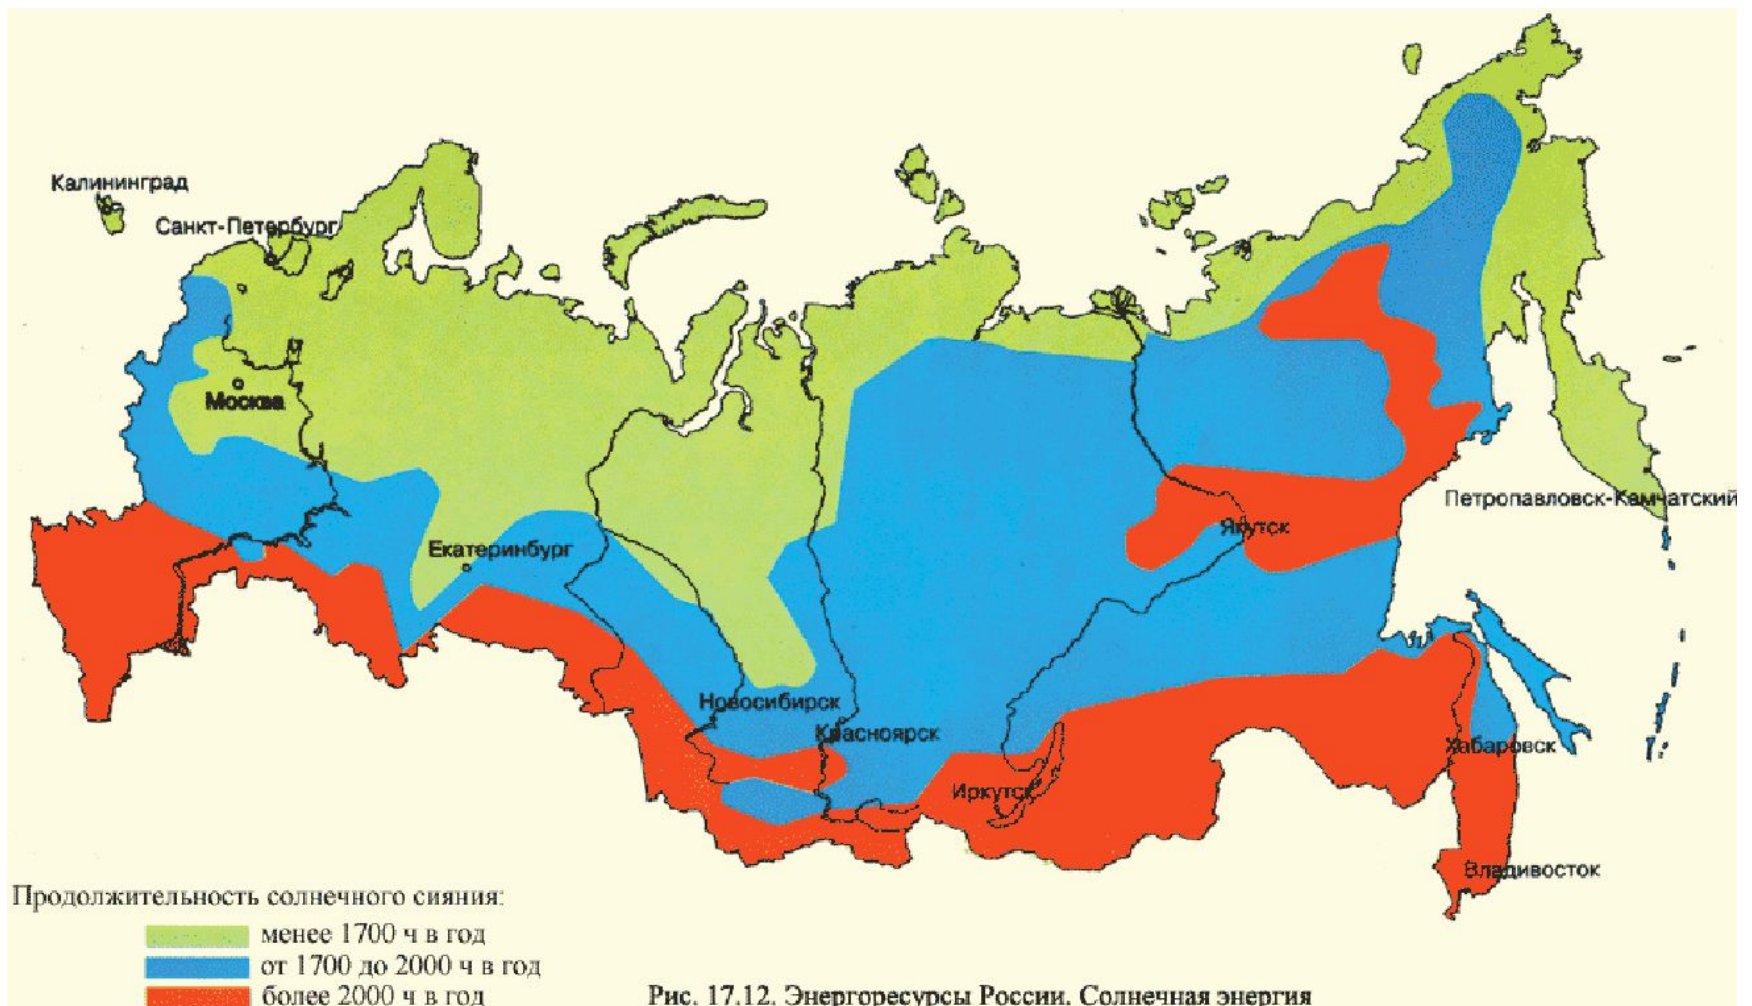 Калининград
Санкт-Петербург
Москва
Екатеринбург
Новосибирск
Красноярск
Иркутск
Якутск
Петропавловск-Камчатский
Хабаровск
Владивосток
Продолжительность солнечного сияния:
менее 1700 ч в год
от 1700 до 2000 ч в год
более 2000 ч в год
Рис. 17.12. Энергоресурсы России. Солнечная энергия